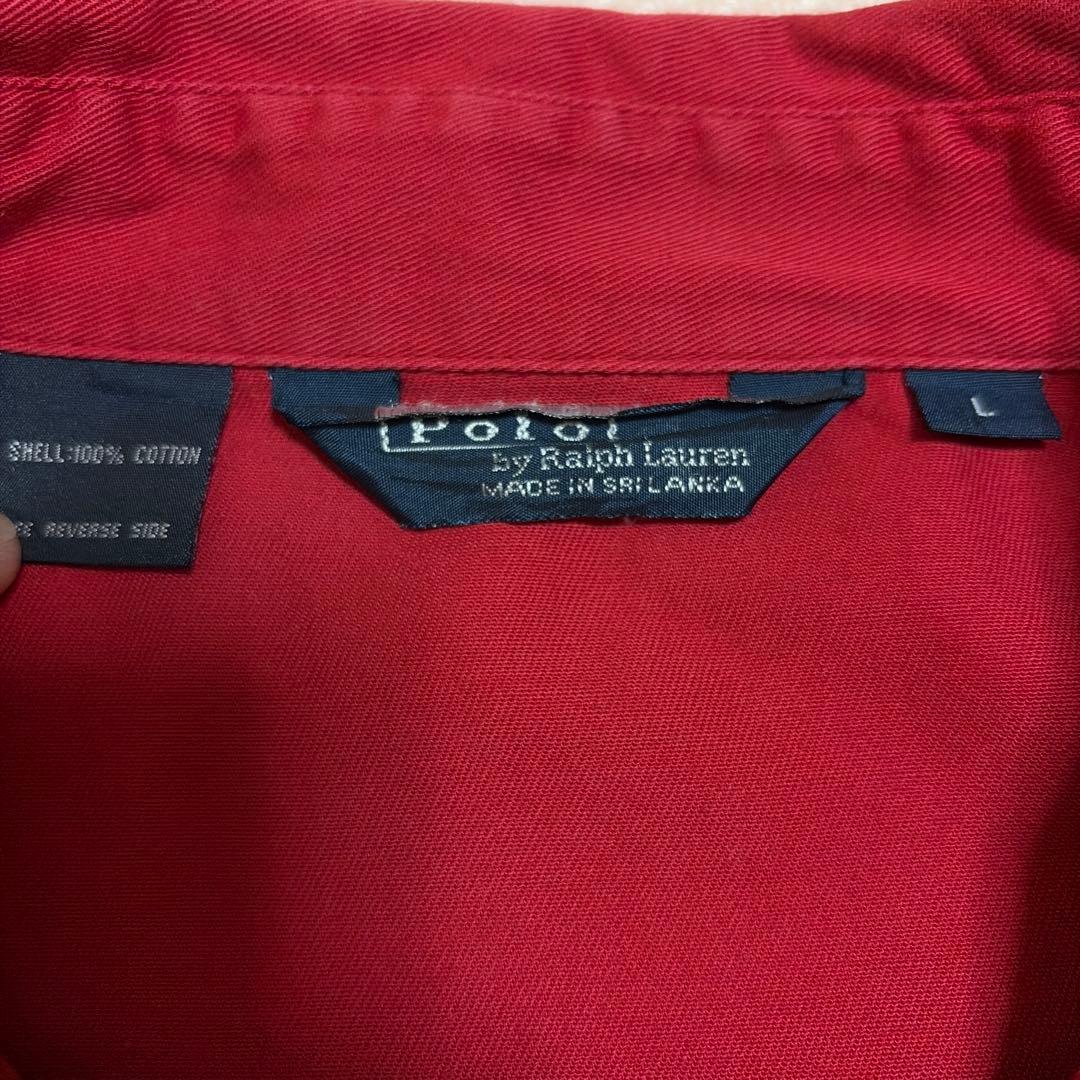 SHELL:100% COTTON
REVERSE SIDE
Polo
by Ralph Lauren
MADE IN SRI LANKA
L